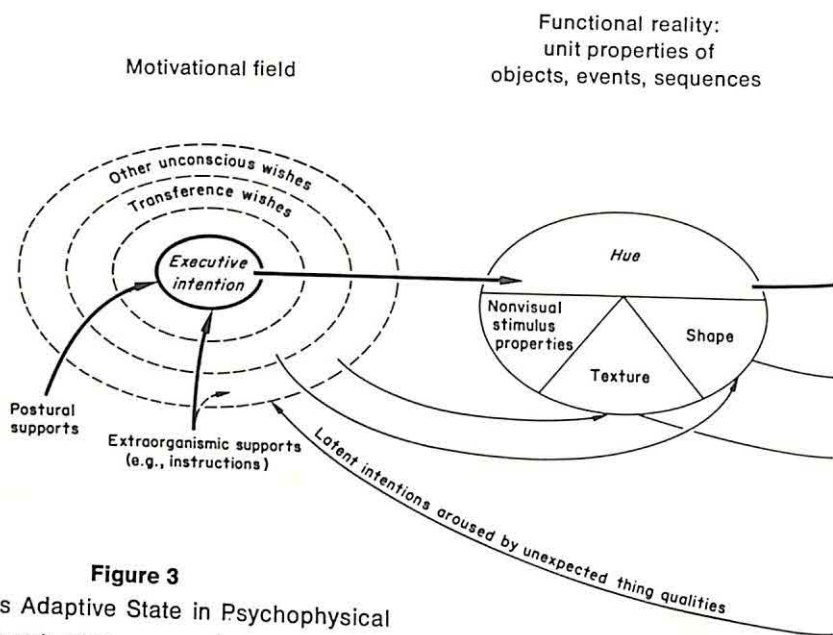 Functional reality:
unit properties of
objects, events, sequences
Motivational field
Other unconscious wishes
Transference wishes
Executive
intention
Hue
Nonvisual
stimulus
properties
Shape
Texture
Postural
supports
Extraorganismic supports
(e.g., instructions)
Latent intentions aroused by unexpected thing qualities
Figure 3
s Adaptive State in Psychophysical